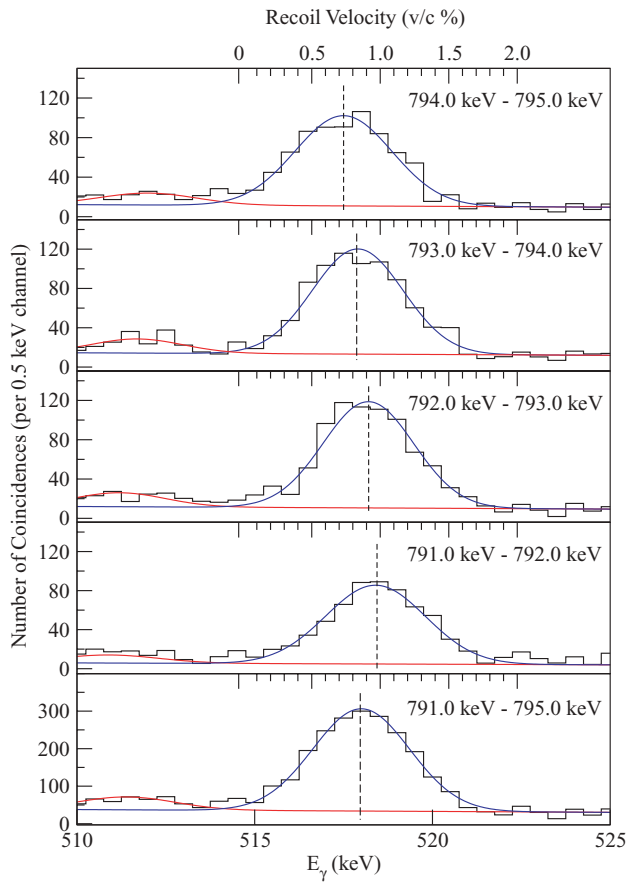 Recoil Velocity (v/c %)
0 0.5 1.0 1.5 2.0
794.0 keV - 795.0 keV
120
80
40
0
793.0 keV - 794.0 keV
120
80
40
0
792.0 keV - 793.0 keV
120
80
40
0
791.0 keV - 792.0 keV
120
80
40
0
791.0 keV - 795.0 keV
300
200
100
0
Number of Coincidences (per 0.5 keV channel)
510 515 520 525
Eγ (keV)